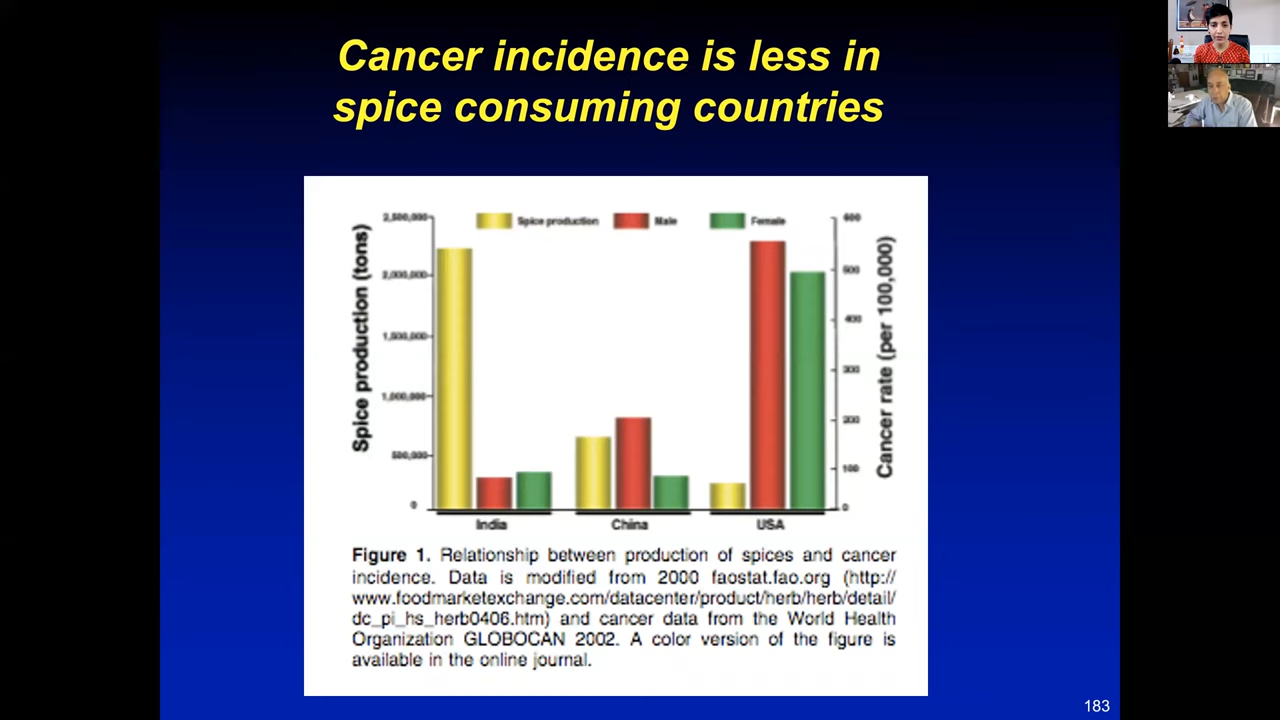 Cancer incidence is less in
spice consuming countries
Spice production
Male
Female
Spice production (tons)
2,500,000
2,000,000
1,500,000
1,000,000
500,000
0
600
500
400
300
200
100
0
Cancer rate (per 100,000)
India
China
USA
Figure 1. Relationship between production of spices and cancer
incidence. Data is modified from 2000 faostat.fao.org (http://
www.foodmarketexchange.com/datacenter/product/herb/herb/detail/
dc_pi_hs_herb0406.htm) and cancer data from the World Health
Organization GLOBOCAN 2002. A color version of the figure is
available in the online journal.
183